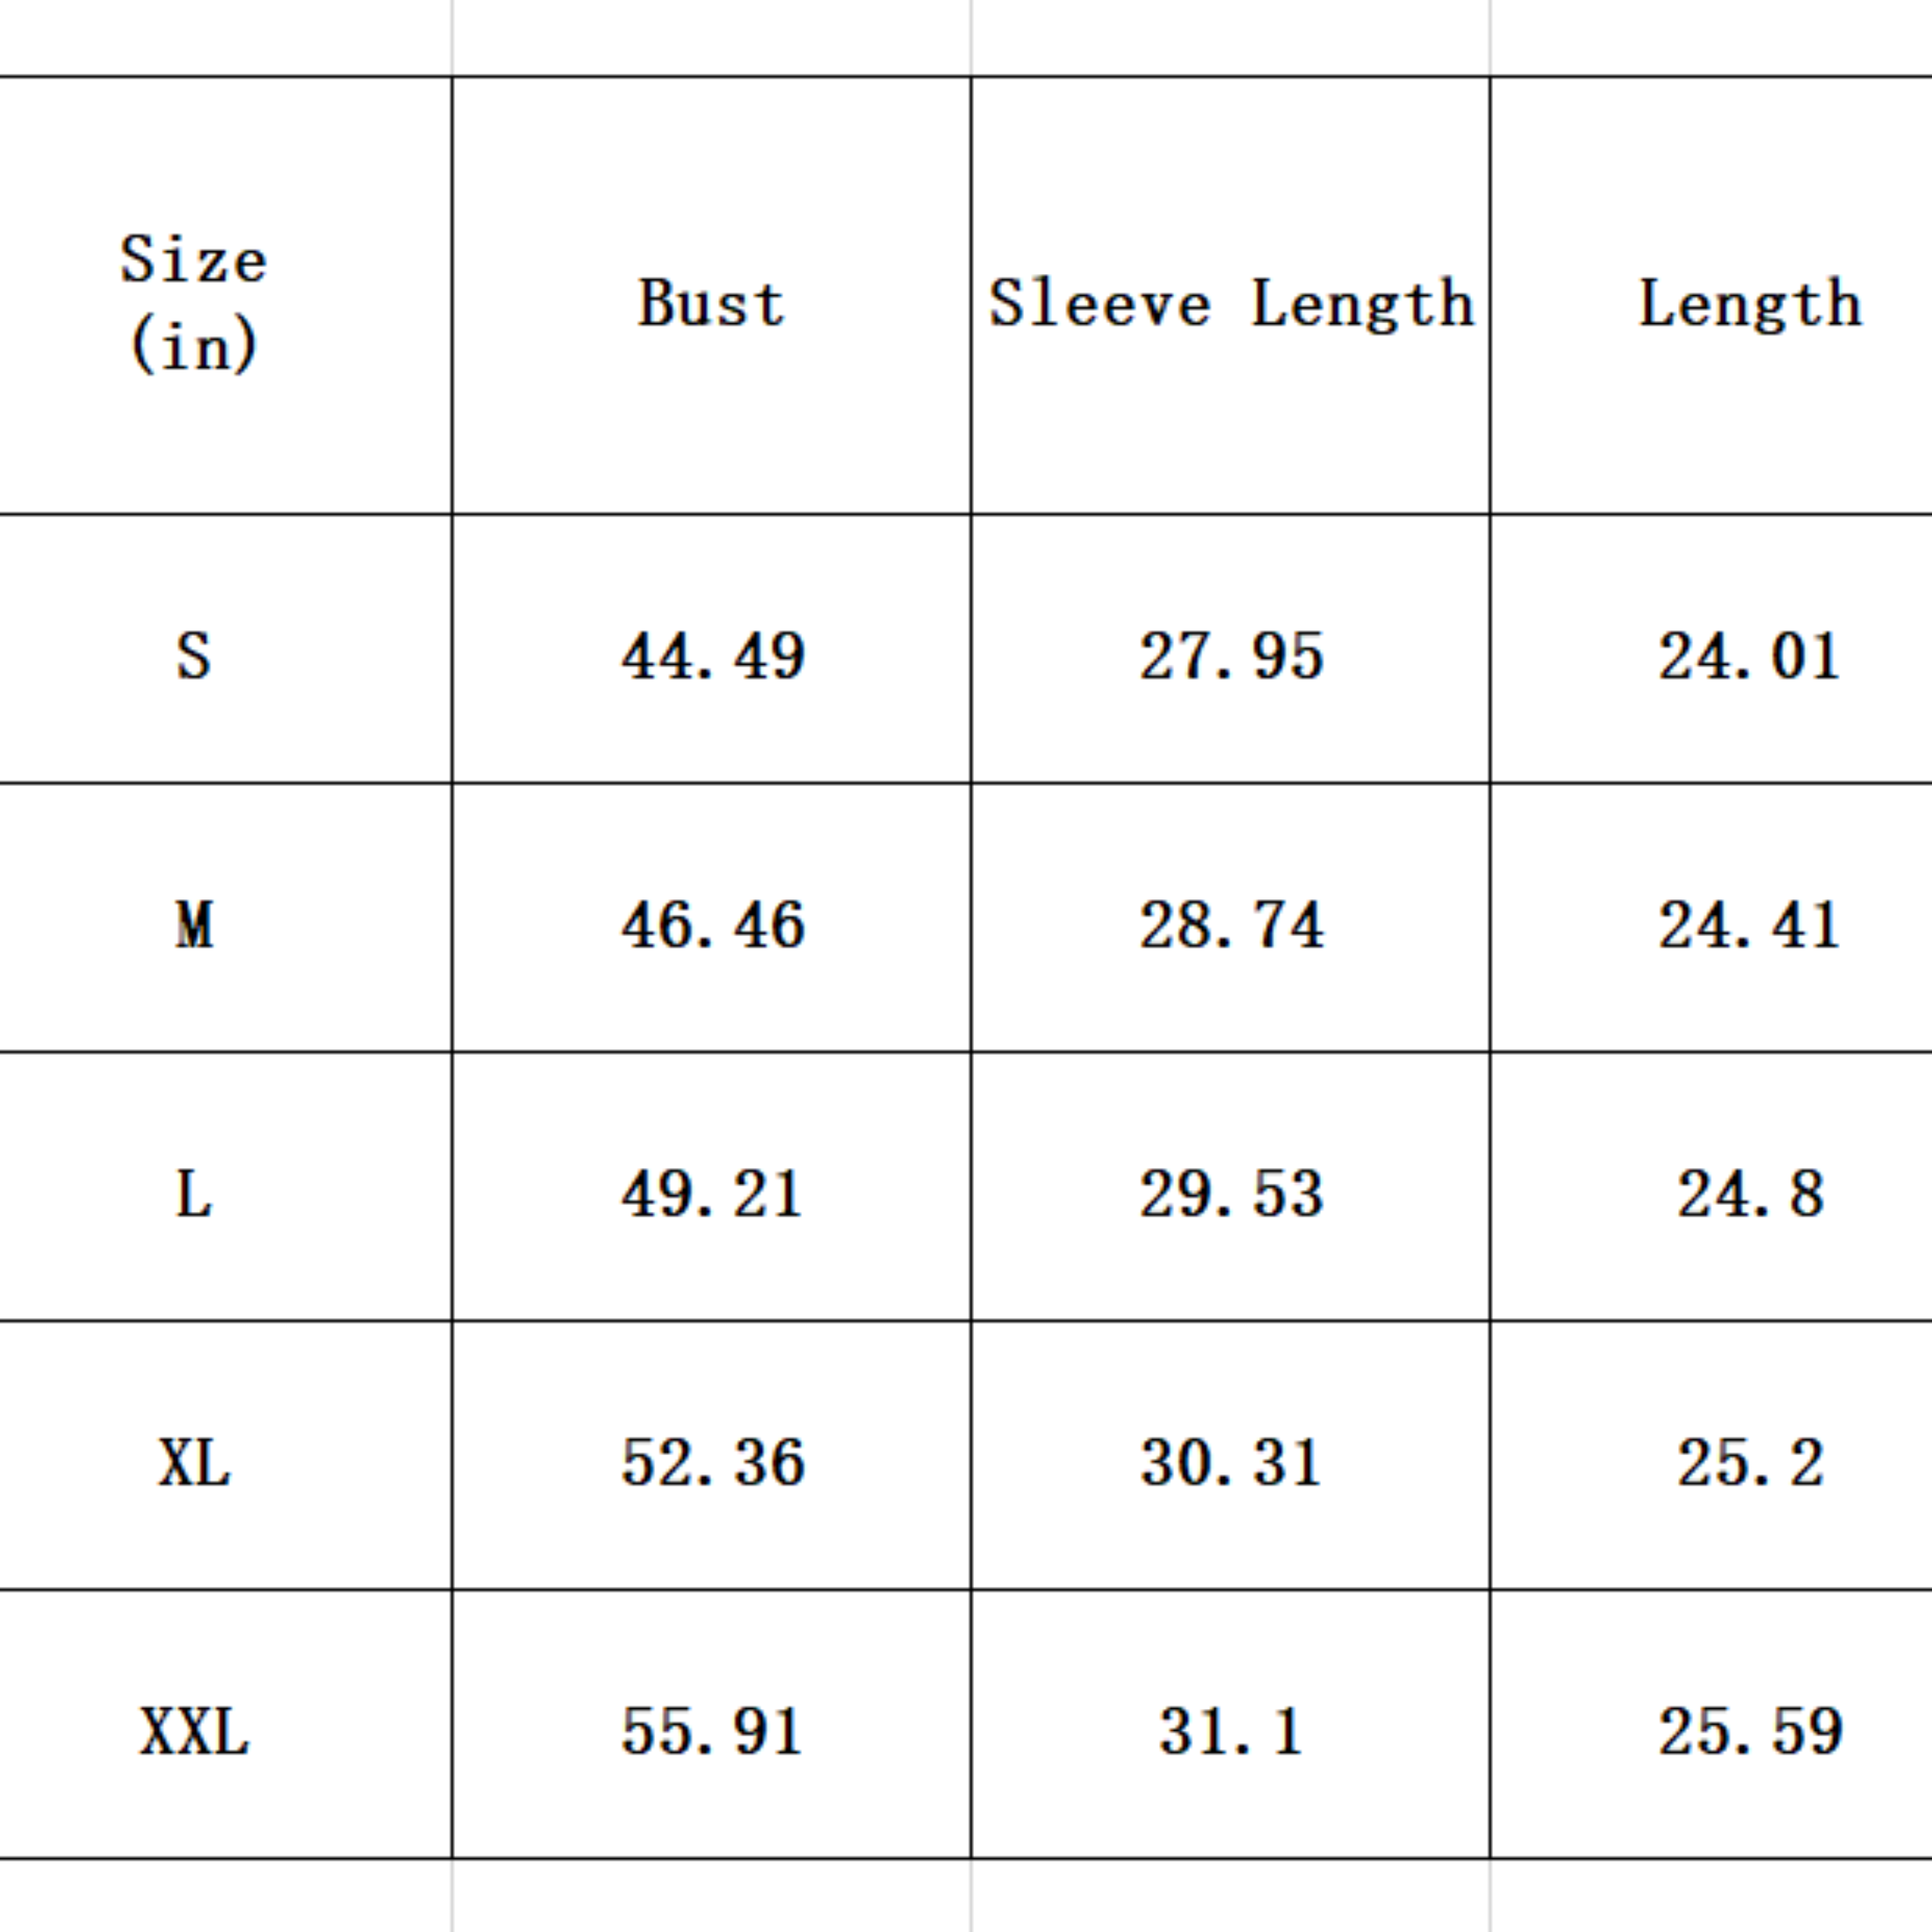 Size
(in)
Bust
Sleeve Length
Length
S 44.49 27.95 24.01
M 46.46 28.74 24.41
L 49.21 29.53 24.8
XL 52.36 30.31 25.2
XXL 55.91 31.1 25.59